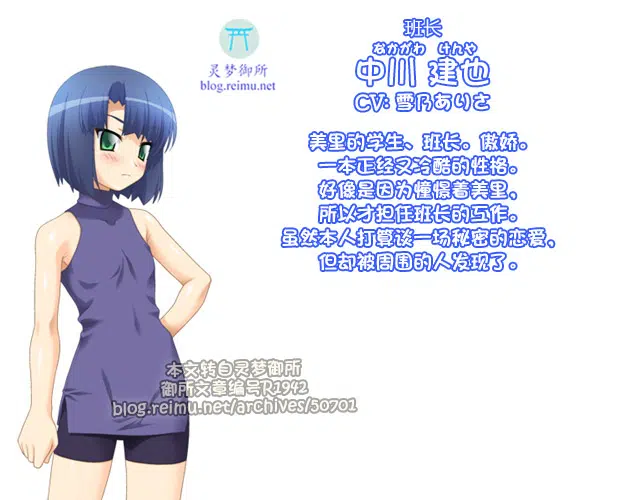 灵梦御所
blog.reimu.net
班长
なかがわ けんや
中川 建也
CV: 雪乃ありさ
美里的学生、班长。傲娇。
一本正经又冷酷的性格。
好像是因为憧憬着美里，
所以才担任班长的工作。
虽然本人打算谈一场秘密的恋爱，
但却被周围的人发现了。
本文转自灵梦御所
御所文章编号R1942
blog.reimu.net/archives/50701